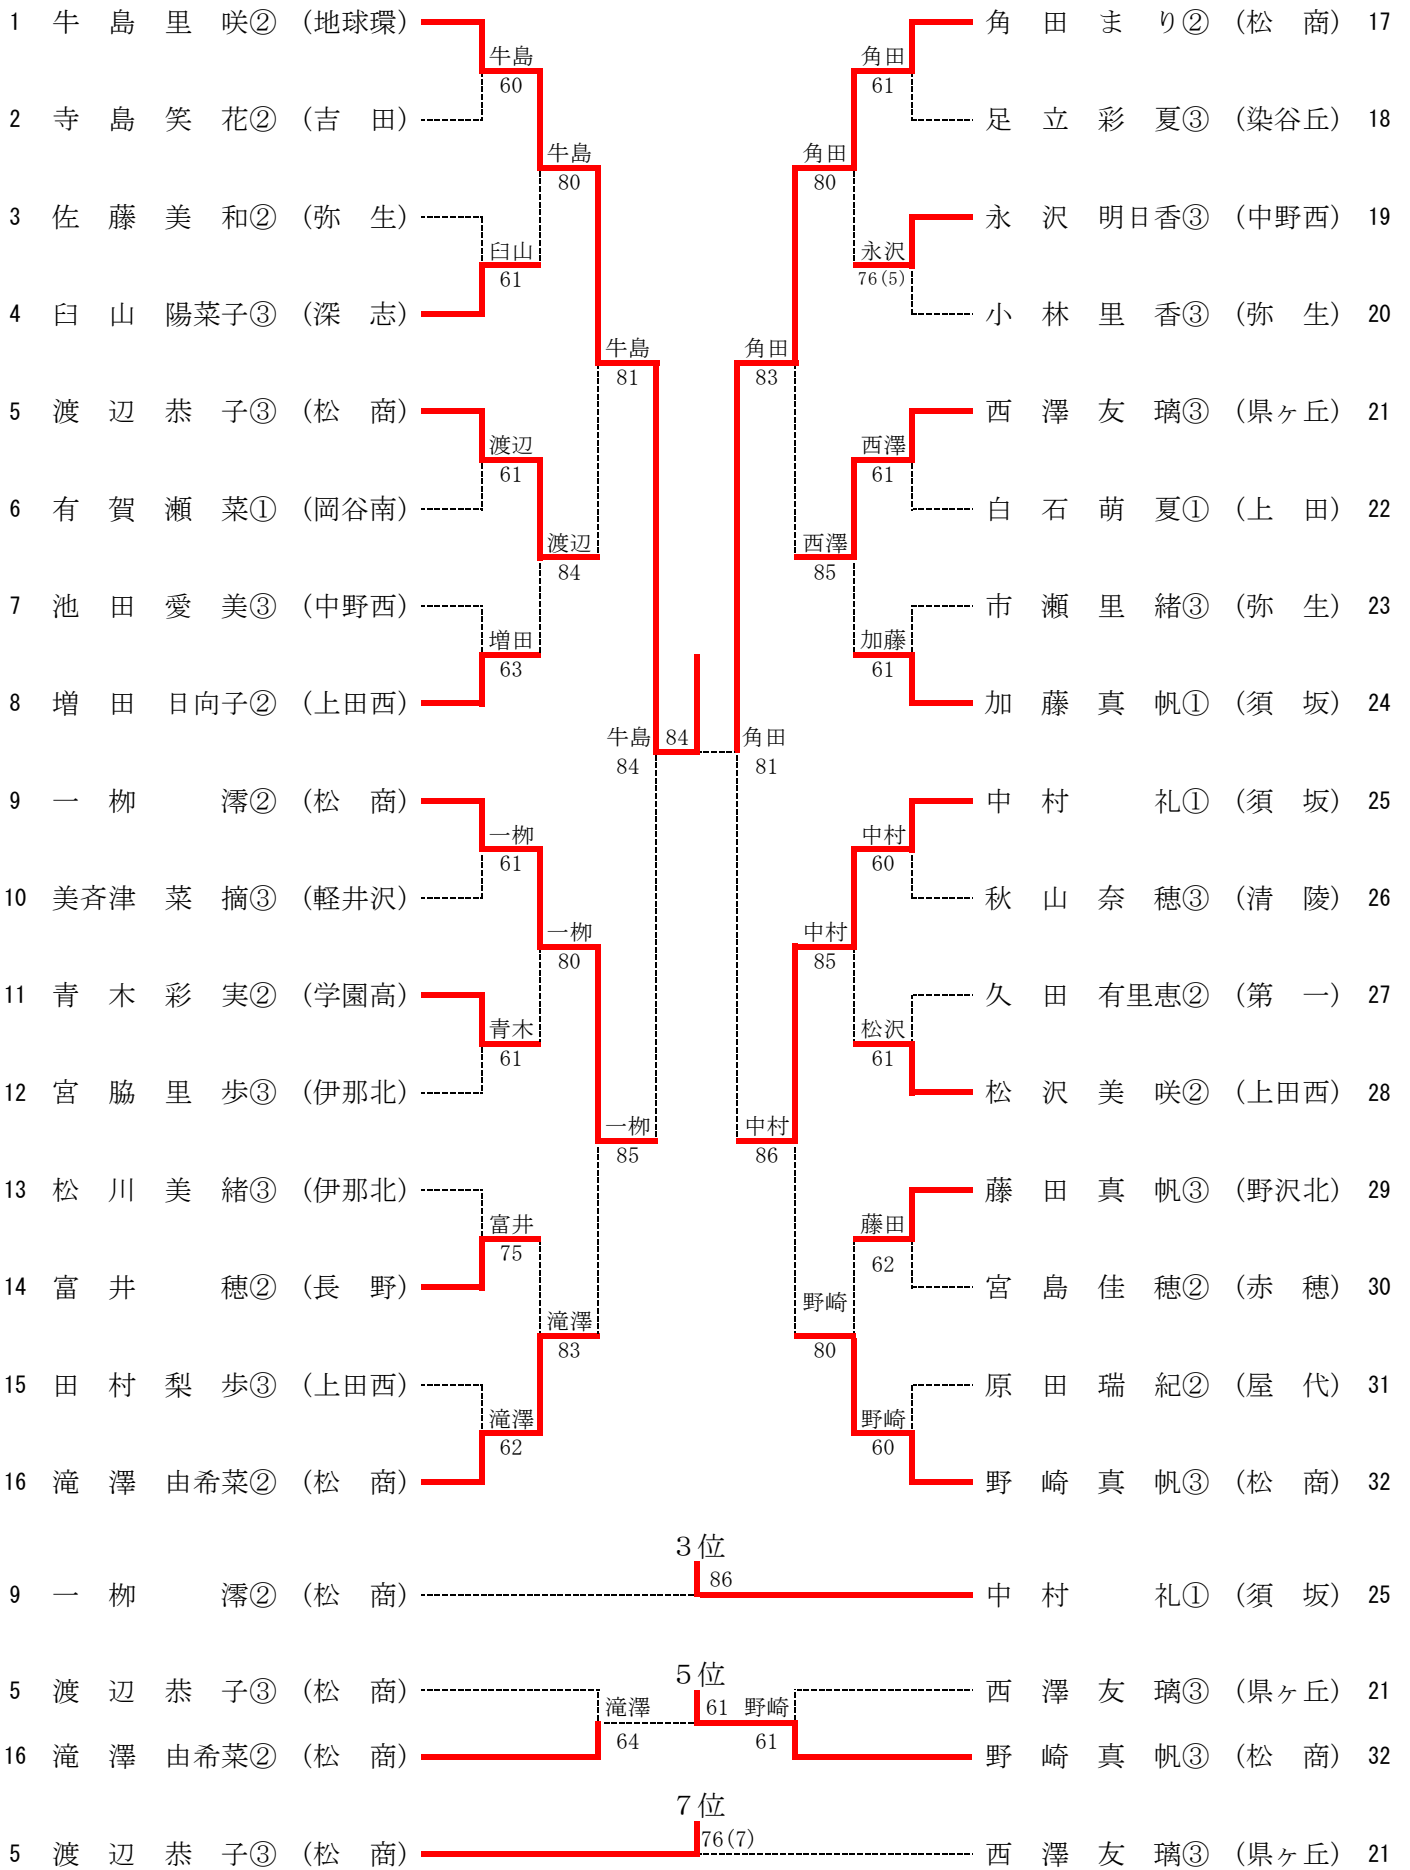 1 牛 島 里 咲② (地球環)
牛島
60
2 寺 島 笑 花② (吉 田)
牛島
80
3 佐 藤 美 和② (弥 生)
臼山
61
4 臼 山 陽菜子③ (深 志)
牛島
81
5 渡 辺 恭 子③ (松 商)
渡辺
61
6 有 賀 瀬 菜① (岡谷南)
渡辺
84
7 池 田 愛 美③ (中野西)
増田
63
8 増 田 日向子② (上田西)
牛島 84
84
9 一 栁 澪② (松 商)
一栁
61
10 美斉津 菜 摘③ (軽井沢)
一栁
80
11 青 木 彩 実② (学園高)
青木
61
12 宮 脇 里 歩③ (伊那北)
一栁
85
13 松 川 美 緒③ (伊那北)
富井
75
14 富 井 穂② (長 野)
滝澤
83
15 田 村 梨 歩③ (上田西)
滝澤
62
16 滝 澤 由希菜② (松 商)
角 田 ま り② (松 商) 17
角田
61
足 立 彩 夏③ (染谷丘) 18
角田
80
永 沢 明日香③ (中野西) 19
永沢
76(5)
小 林 里 香③ (弥 生) 20
角田
83
西 澤 友 璃③ (県ヶ丘) 21
西澤
61
白 石 萌 夏① (上 田) 22
西澤
85
市 瀬 里 緒③ (弥 生) 23
加藤
61
加 藤 真 帆① (須 坂) 24
角田
81
中 村 礼① (須 坂) 25
中村
60
秋 山 奈 穂③ (清 陵) 26
中村
85
久 田 有里恵② (第 一) 27
松沢
61
松 沢 美 咲② (上田西) 28
中村
86
藤 田 真 帆③ (野沢北) 29
藤田
62
宮 島 佳 穂② (赤 穂) 30
野崎
80
原 田 瑞 紀② (屋 代) 31
野崎
60
野 崎 真 帆③ (松 商) 32
3位
86
9 一 栁 澪② (松 商) 中 村 礼① (須 坂) 25
5位
5 渡 辺 恭 子③ (松 商) 西 澤 友 璃③ (県ヶ丘) 21
滝澤 61 野崎
64 61
16 滝 澤 由希菜② (松 商) 野 崎 真 帆③ (松 商) 32
7位
76(7)
5 渡 辺 恭 子③ (松 商) 西 澤 友 璃③ (県ヶ丘) 21